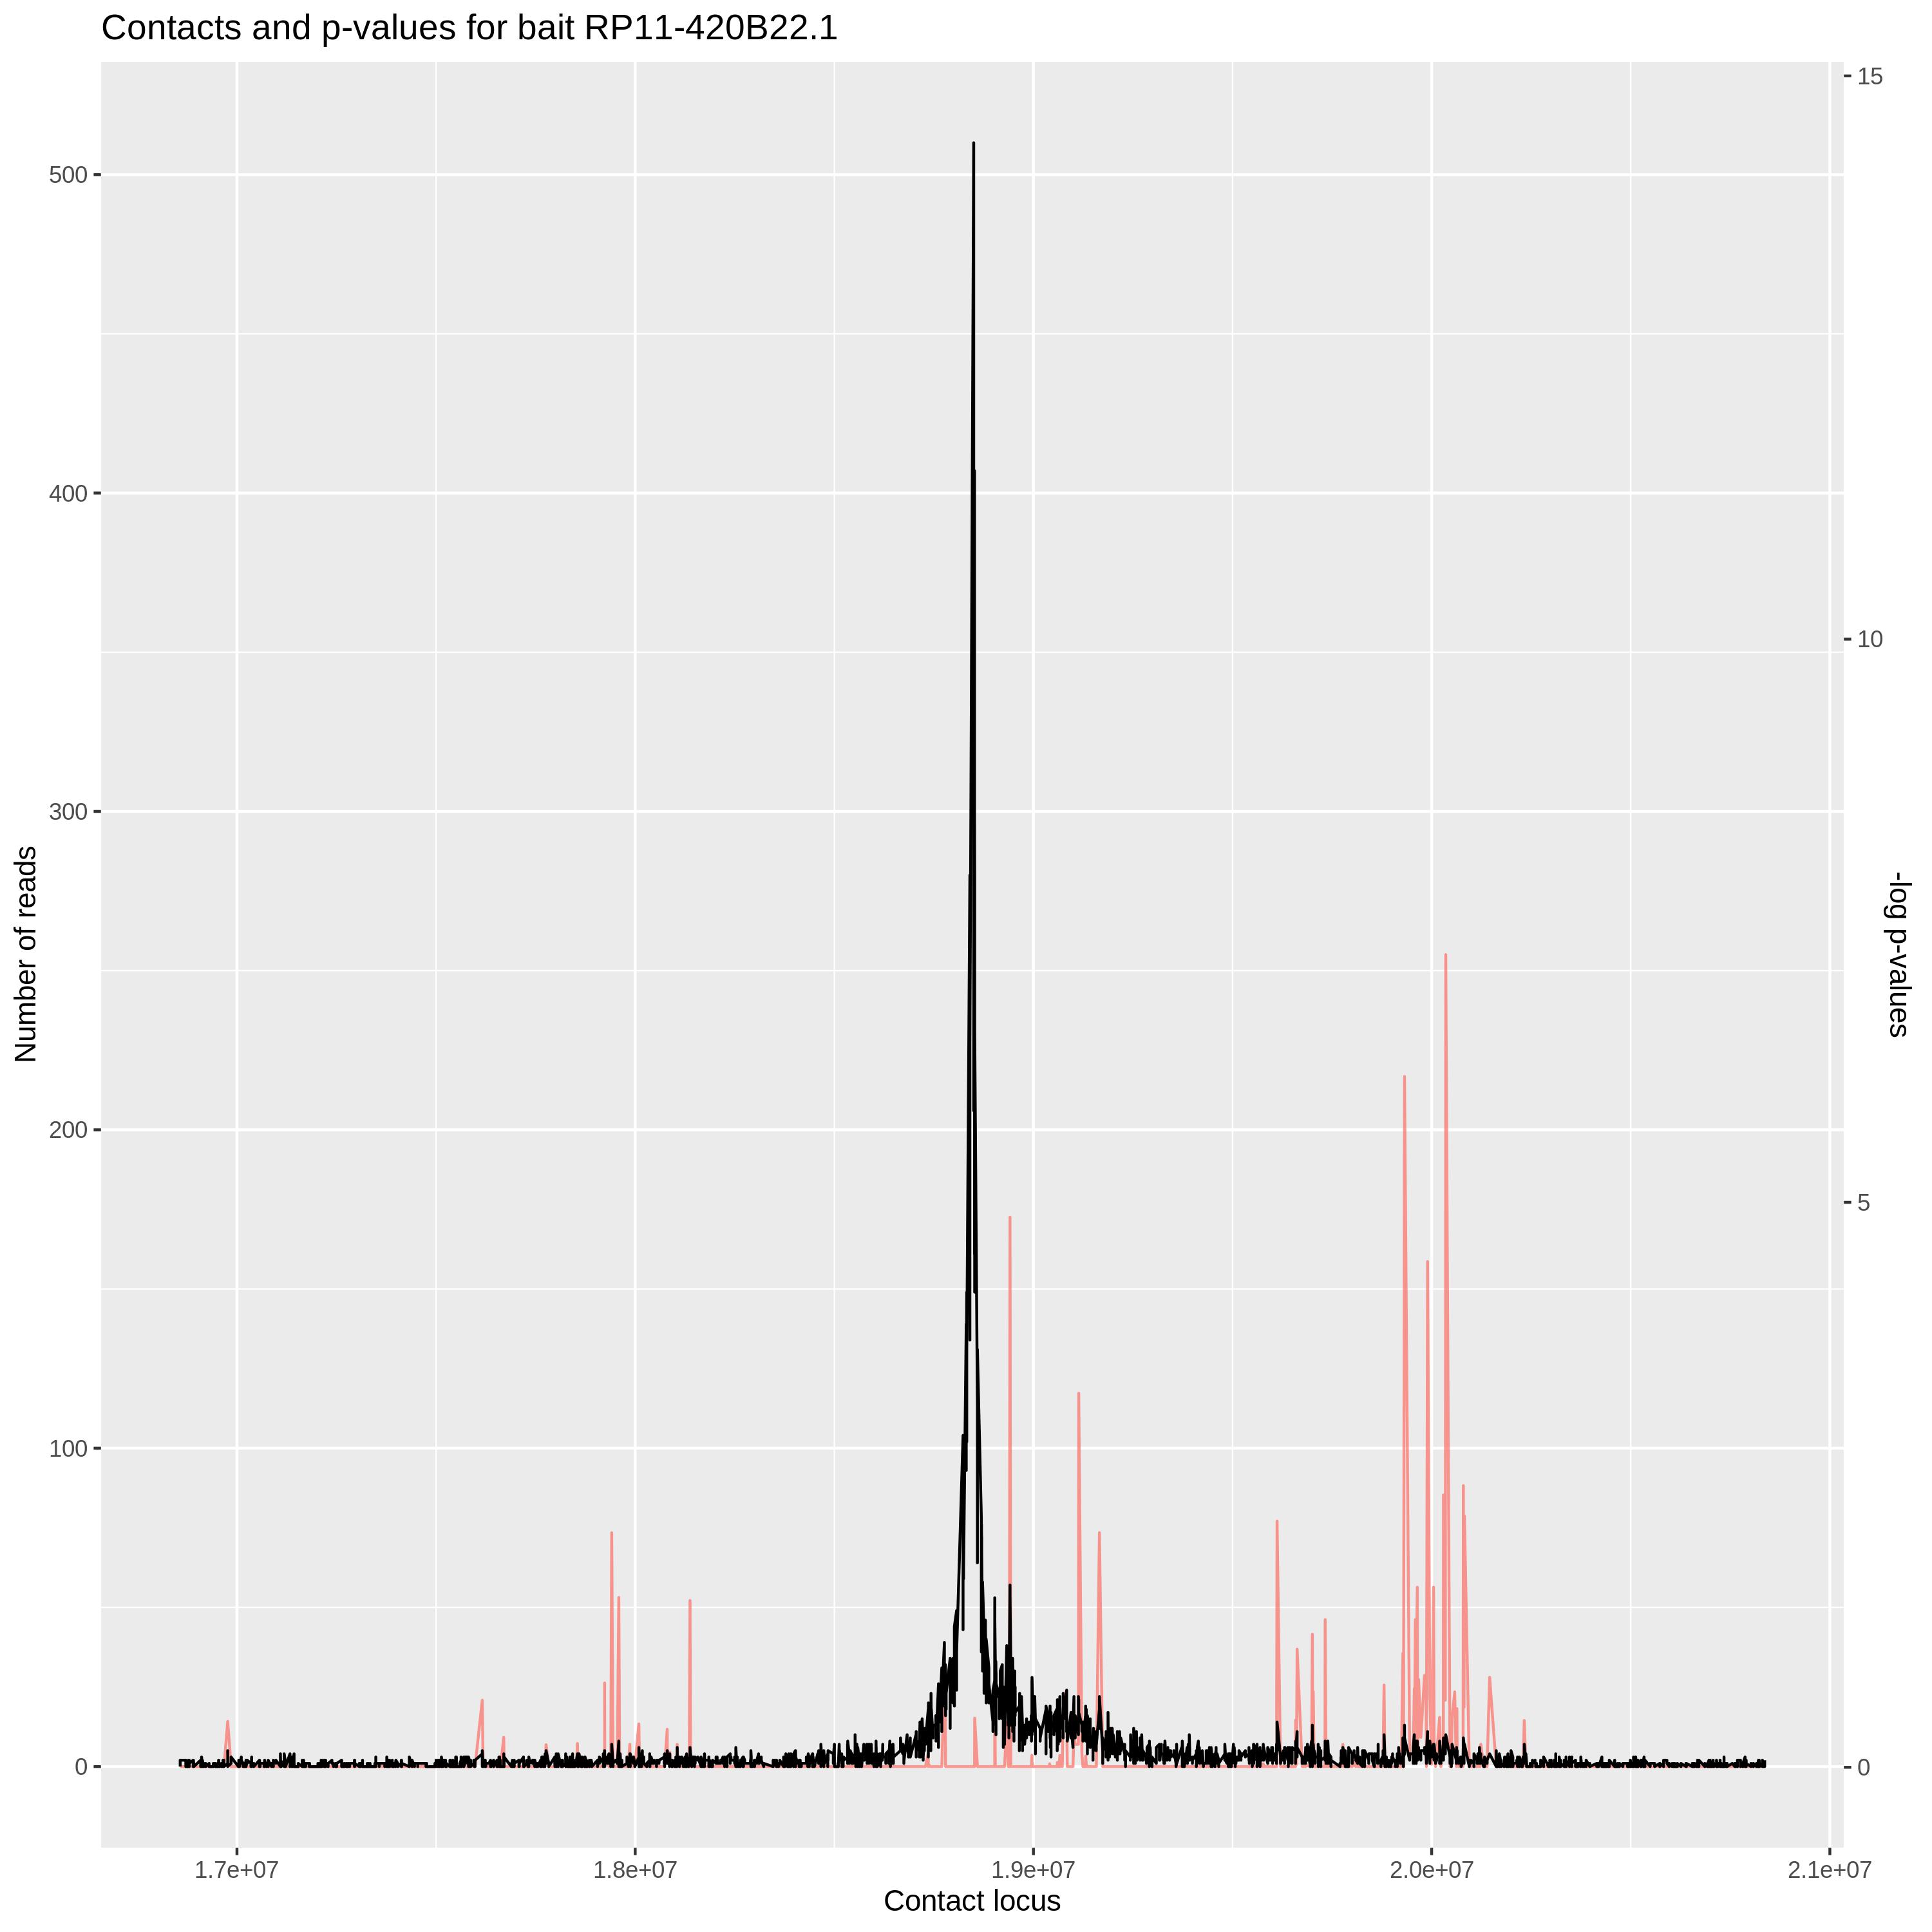 Contacts and p-values for bait RP11-420B22.1
Number of reads
500
400
300
200
100
0
15
10
5
0
-log p-values
1.7e+07 1.8e+07 1.9e+07 2.0e+07 2.1e+07
Contact locus